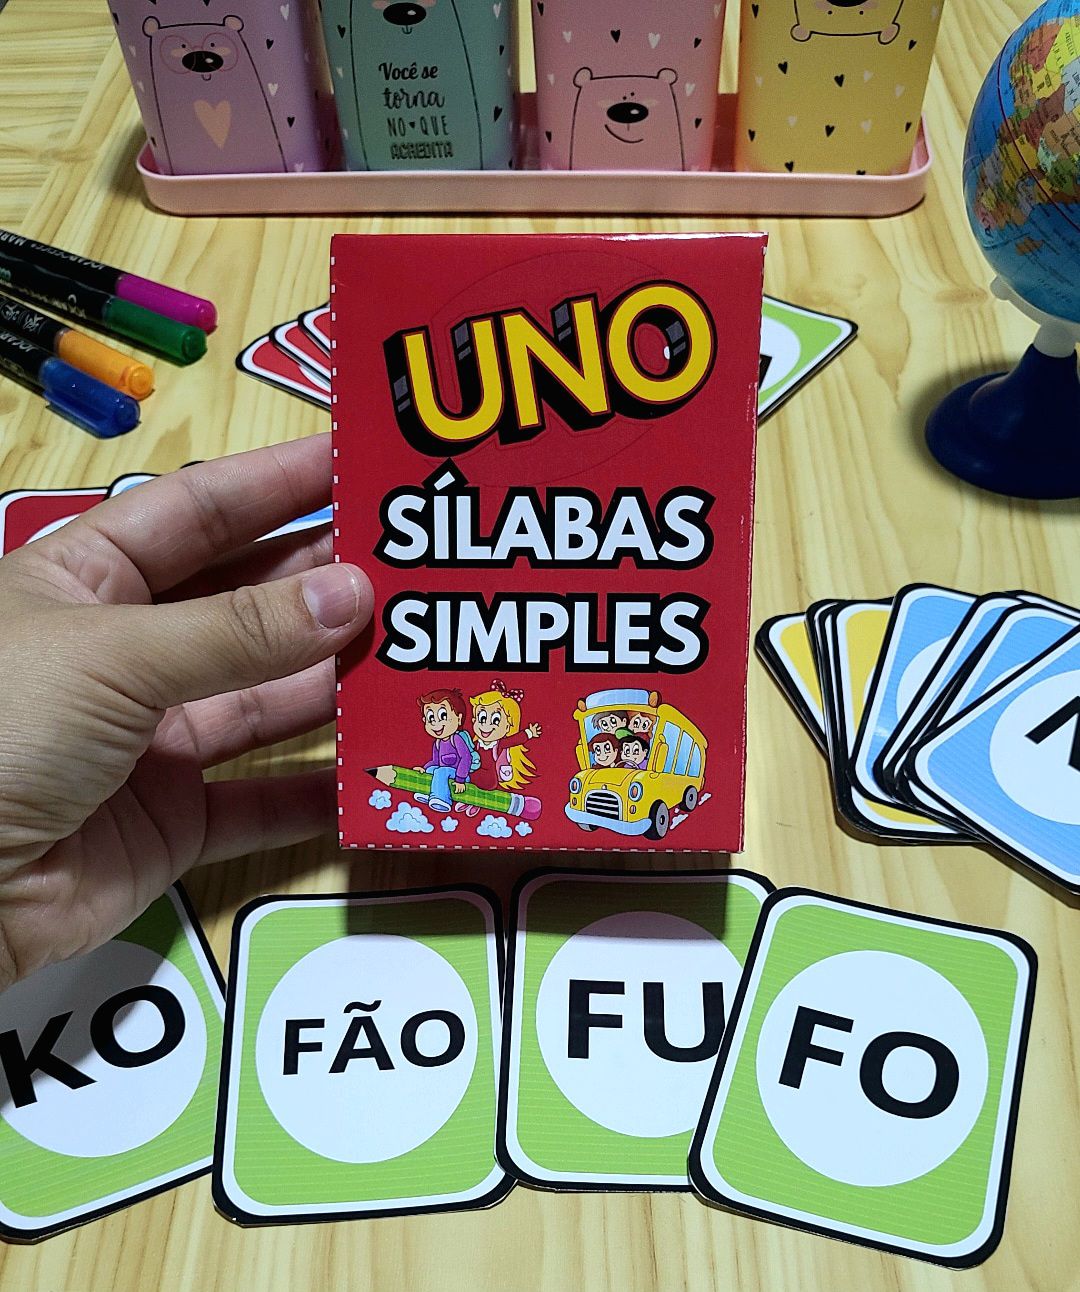 Você se
torna
NO QUE
ACREDITA
UNO
SÍLABAS
SIMPLES
KO
FÃO
FU
FO